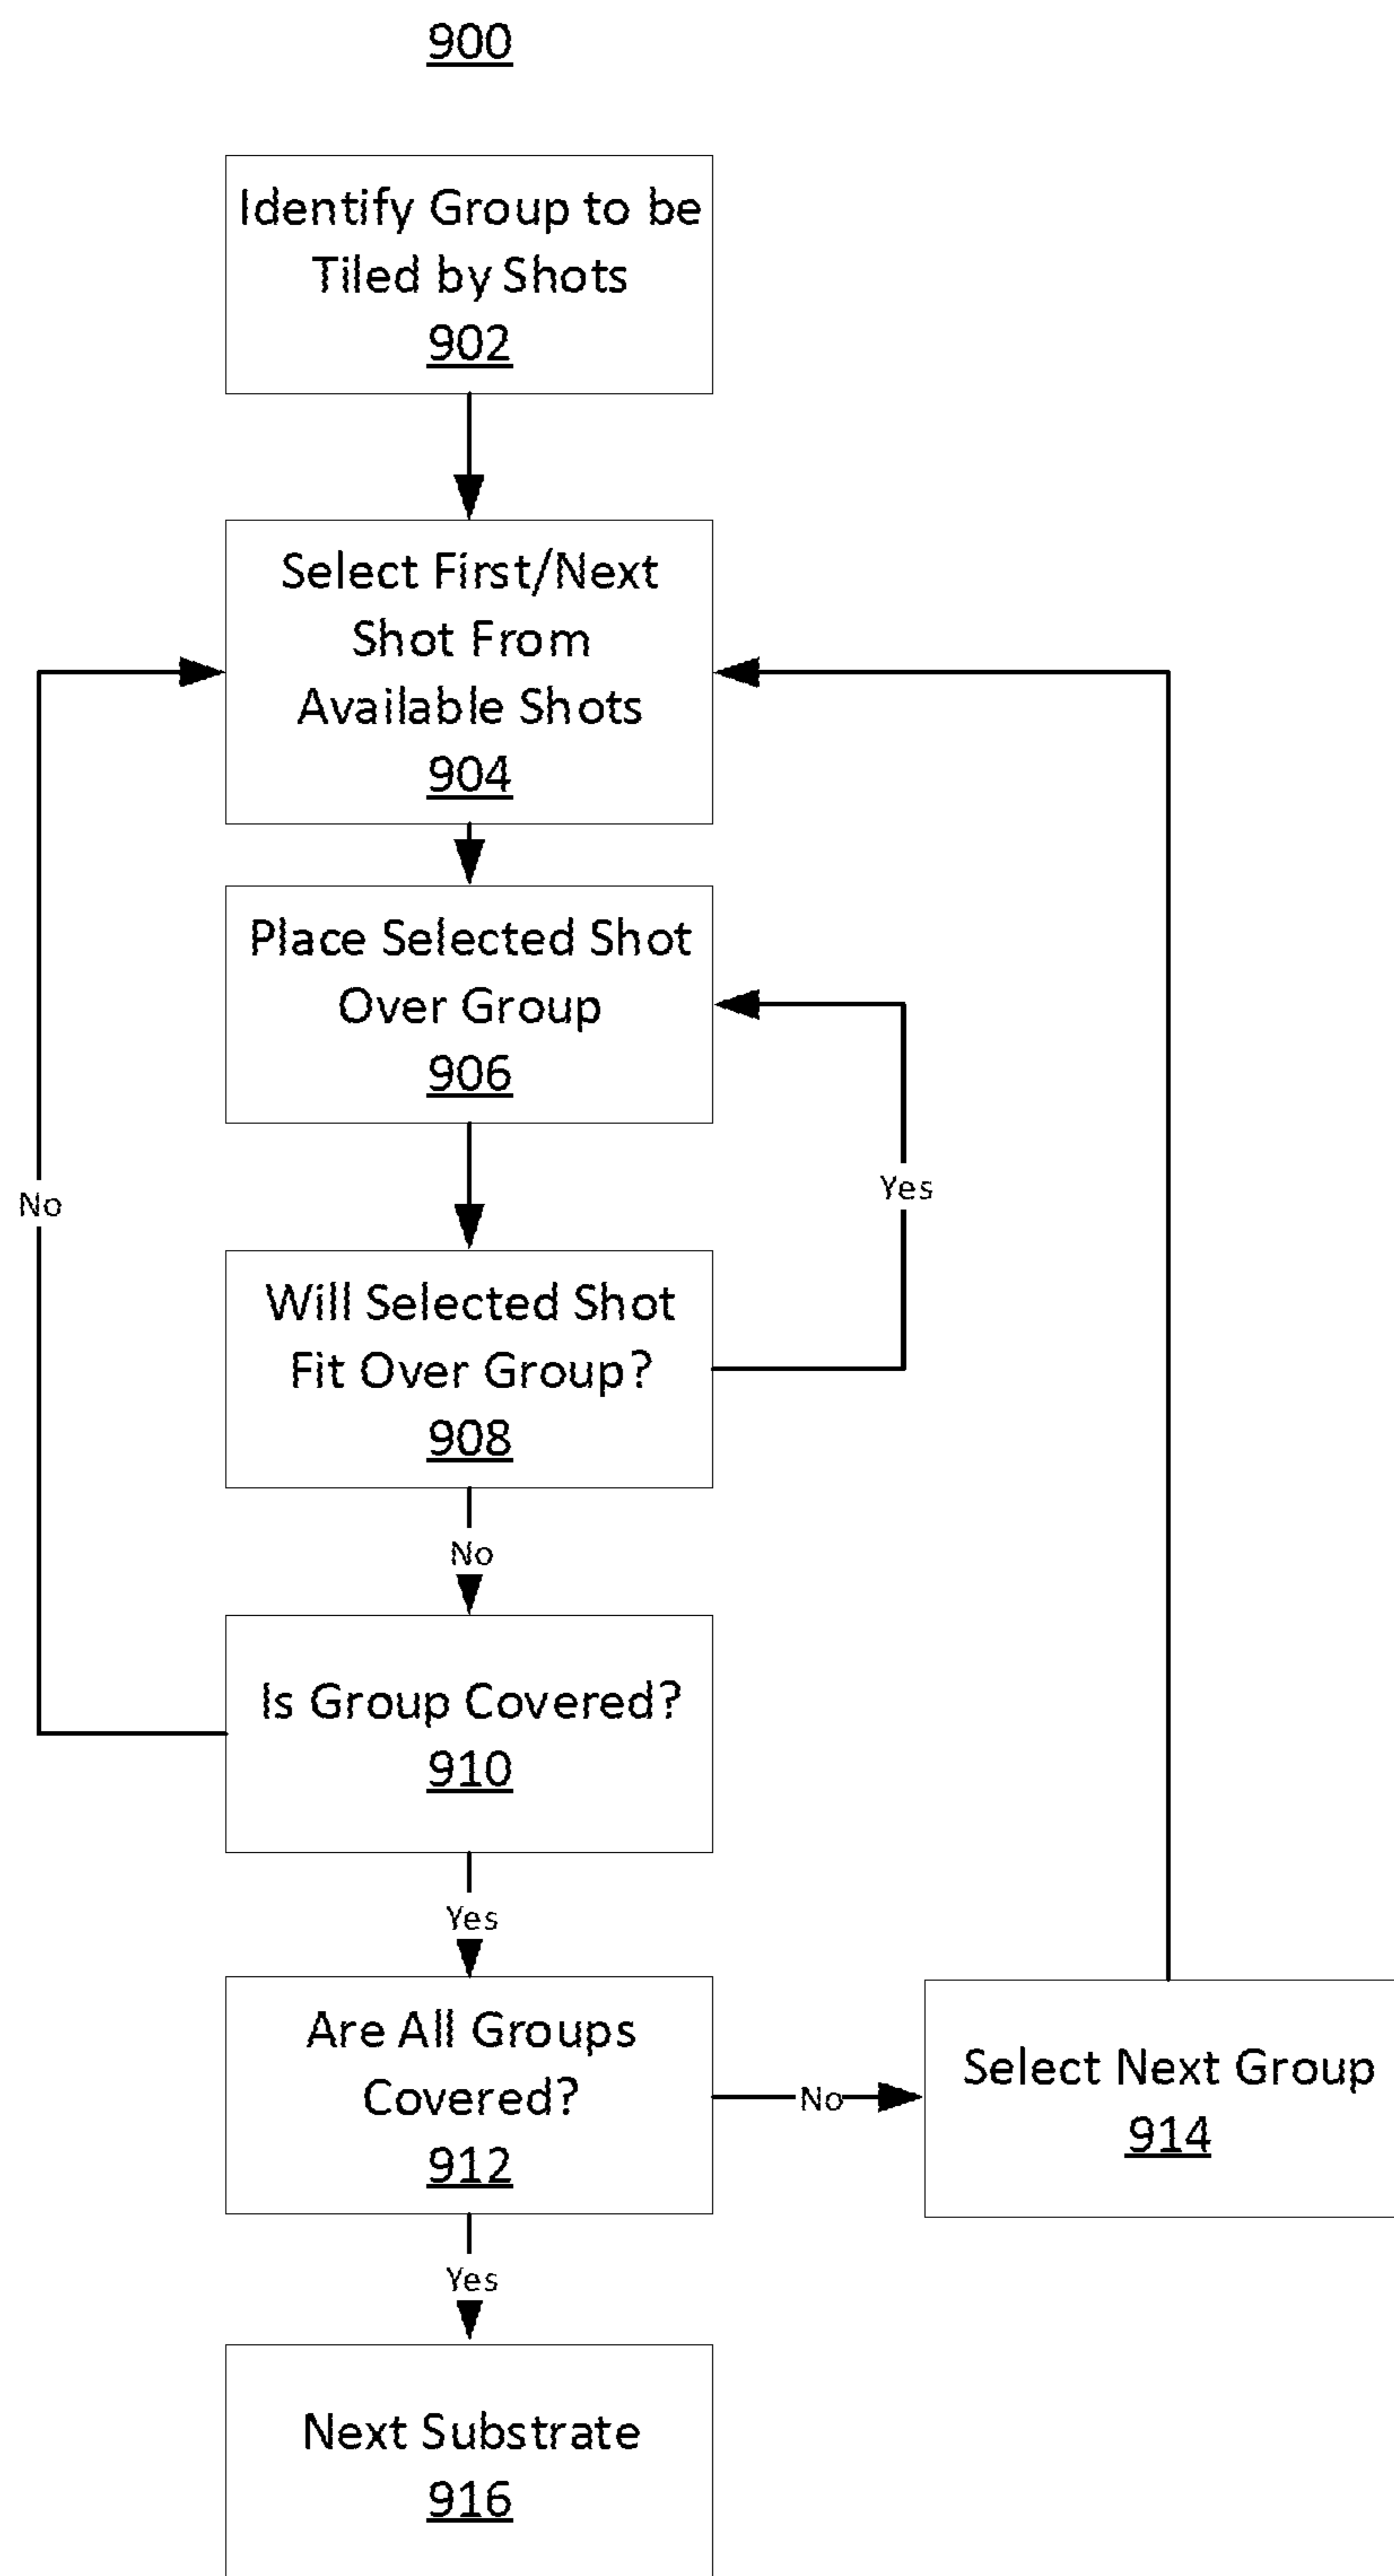 900
Identify Group to be
Tiled by Shots
902
Select First/Next
Shot From
Available Shots
904
Place Selected Shot
Over Group
906
Yes
No
Will Selected Shot
Fit Over Group?
908
No
Is Group Covered?
910
Yes
Are All Groups
Covered?
912
No
Select Next Group
914
Yes
Next Substrate
916